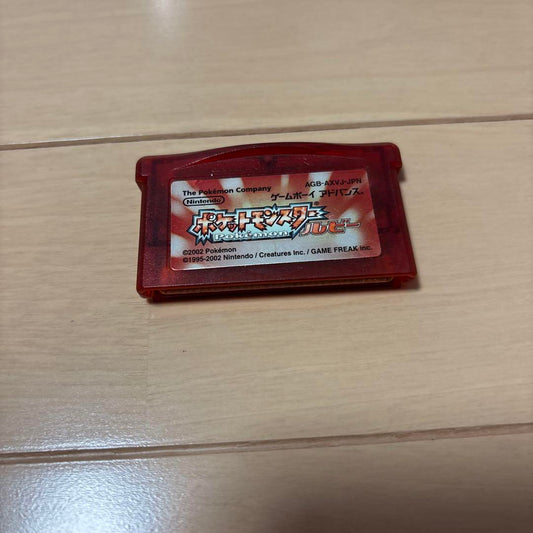 The Pokémon Company
AGB-AXVJ-JPN
Nintendo
ゲームボーイ アドバンス
ポケットモンスター
POKéMON
ルビー
©2002 Pokémon
©1995-2002 Nintendo / Creatures Inc. / GAME FREAK inc.